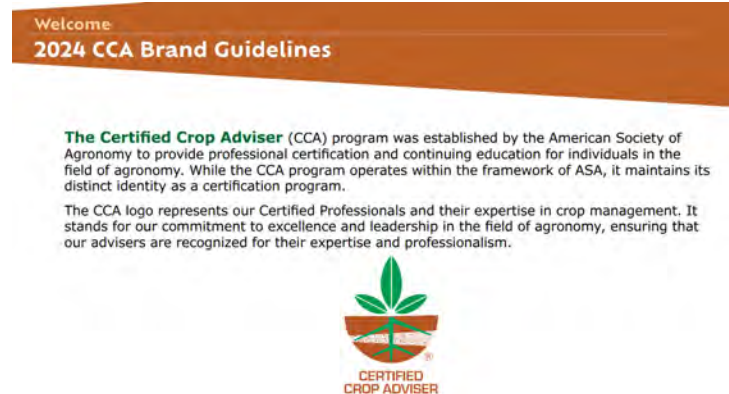 Welcome
2024 CCA Brand Guidelines
The Certified Crop Adviser (CCA) program was established by the American Society of
Agronomy to provide professional certification and continuing education for individuals in the
field of agronomy. While the CCA program operates within the framework of ASA, it maintains its
distinct identity as a certification program.
The CCA logo represents our Certified Professionals and their expertise in crop management. It
stands for our commitment to excellence and leadership in the field of agronomy, ensuring that
our advisers are recognized for their expertise and professionalism.
®
CERTIFIED
CROP ADVISER